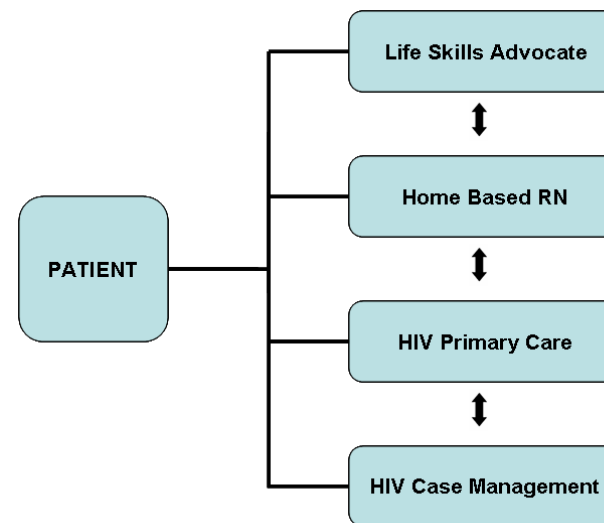 Life Skills Advocate
Home Based RN
PATIENT
HIV Primary Care
HIV Case Management